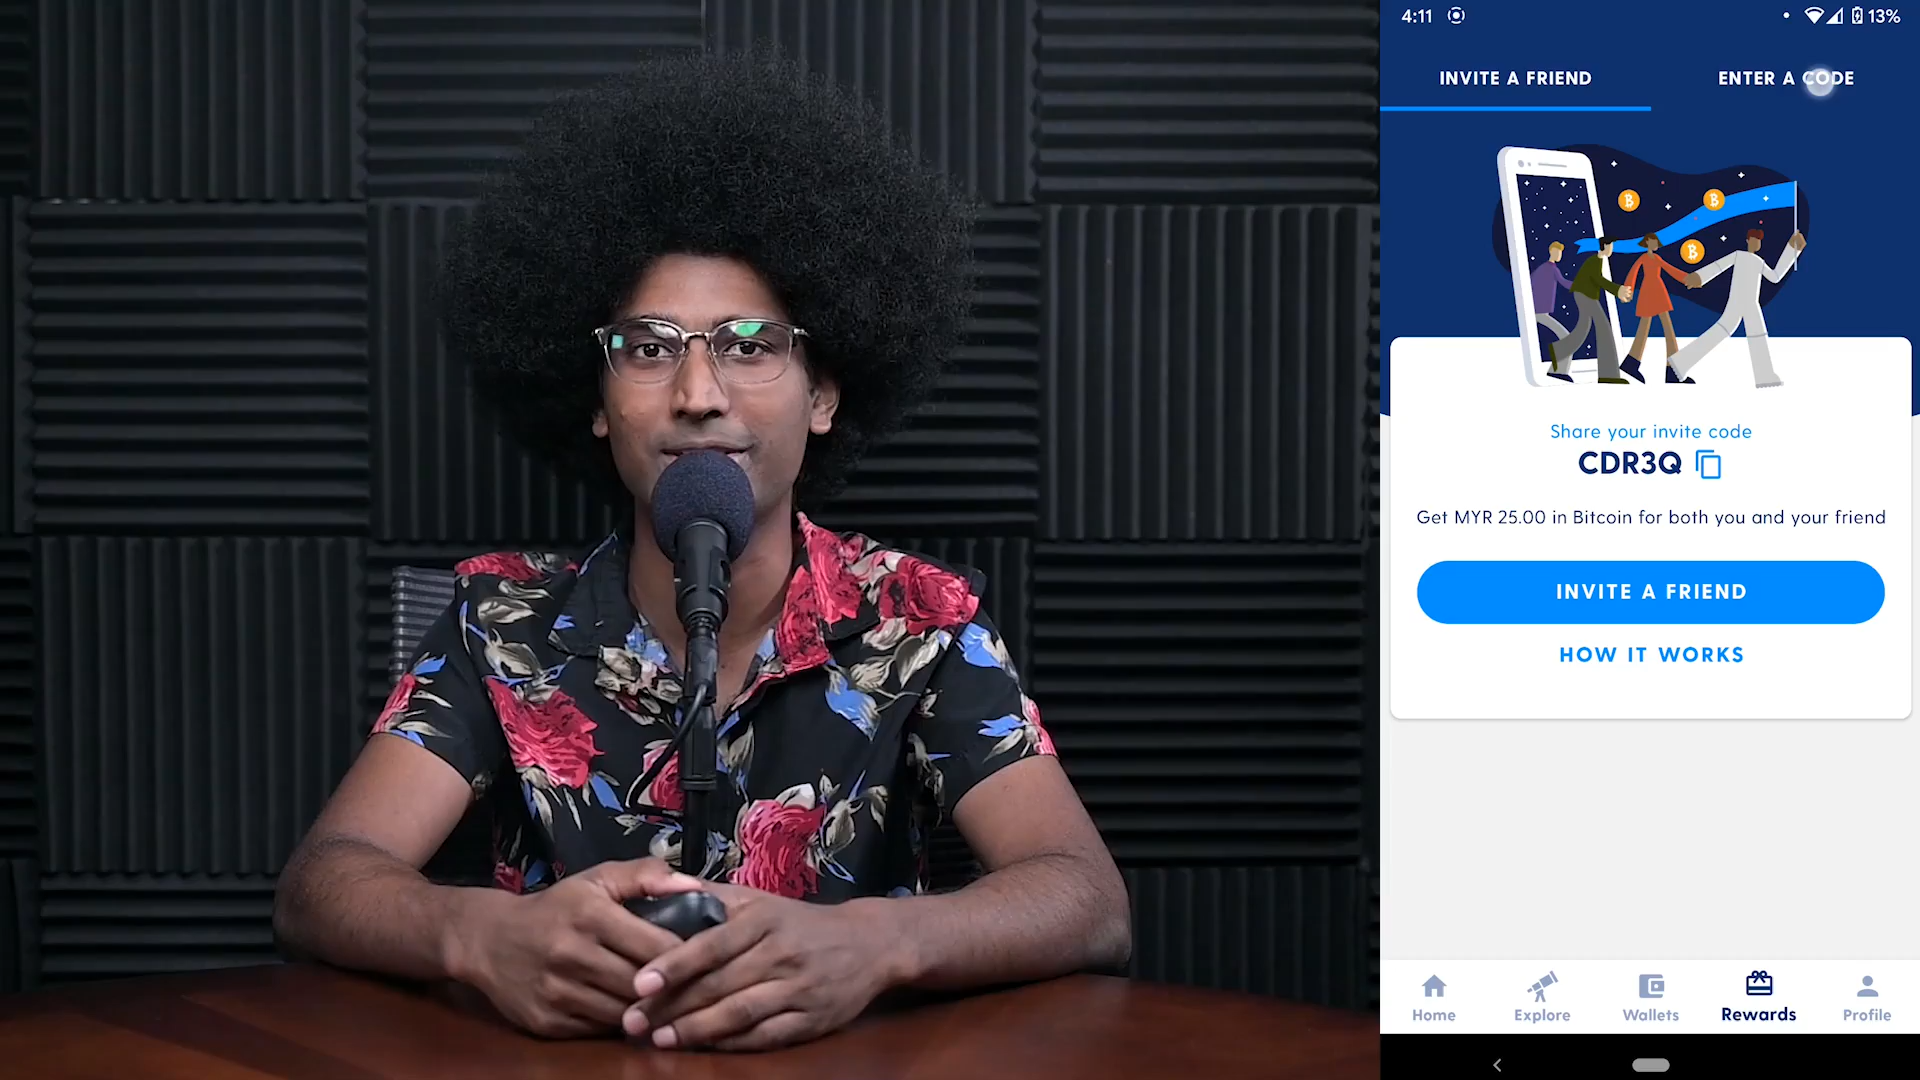 4:11
13%
INVITE A FRIEND
ENTER A CODE
Share your invite code
CDR3Q
Get MYR 25.00 in Bitcoin for both you and your friend
INVITE A FRIEND
HOW IT WORKS
Home
Explore
Wallets
Rewards
Profile